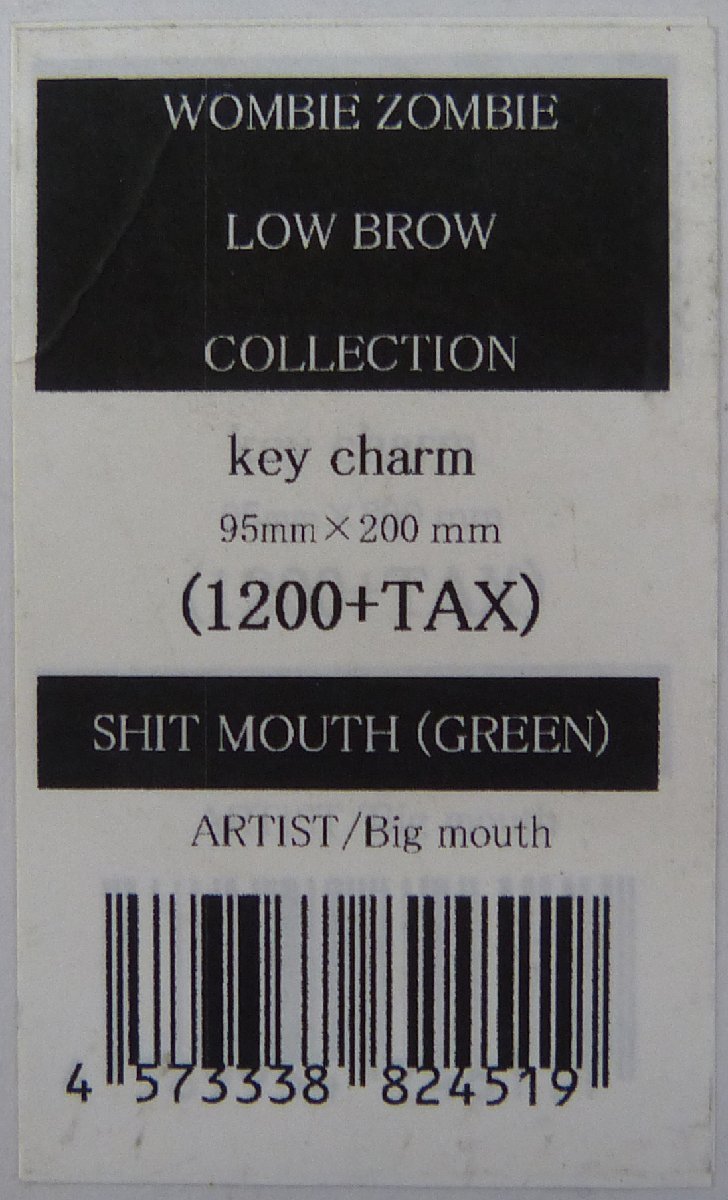 WOMBIE ZOMBIE
LOW BROW
COLLECTION
key charm
95mm×200 mm
(1200+TAX)
SHIT MOUTH (GREEN)
ARTIST/Big mouth
4 573338 824519